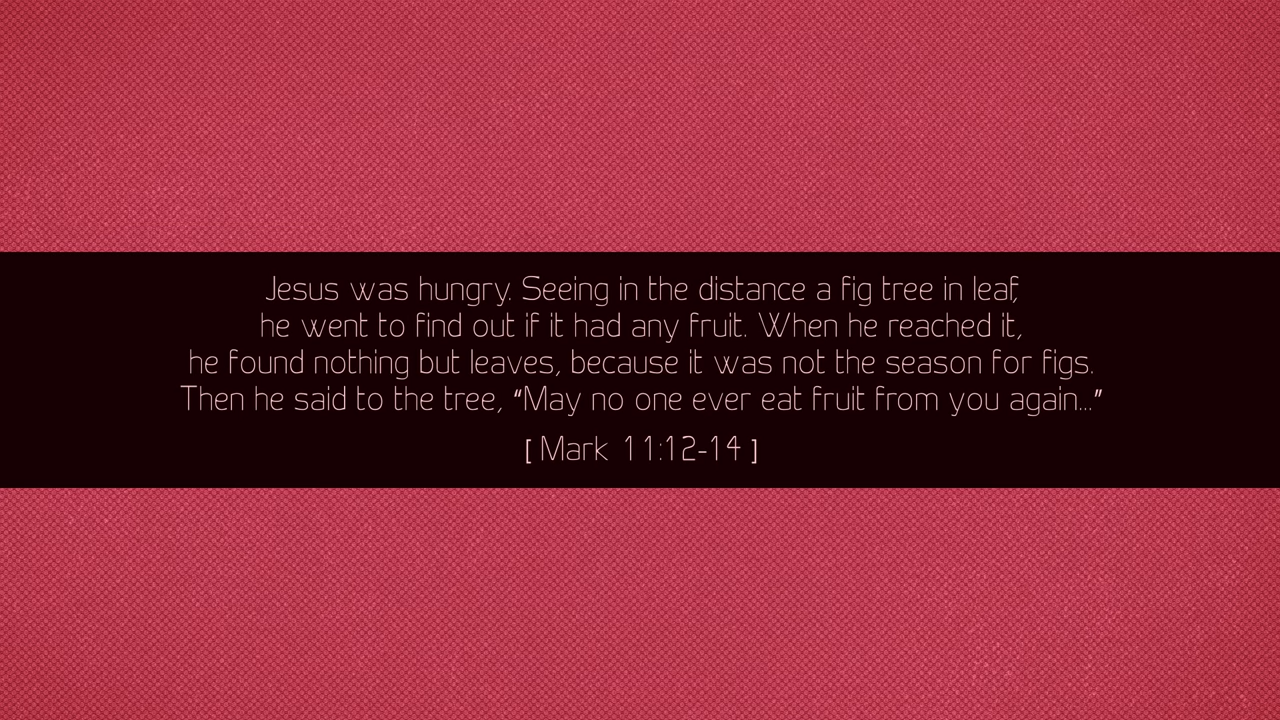 Jesus was hungry. Seeing in the distance a fig tree in leaf,
he went to find out if it had any fruit. When he reached it,
he found nothing but leaves, because it was not the season for figs.
Then he said to the tree, “May no one ever eat fruit from you again...”
[ Mark 11:12-14 ]